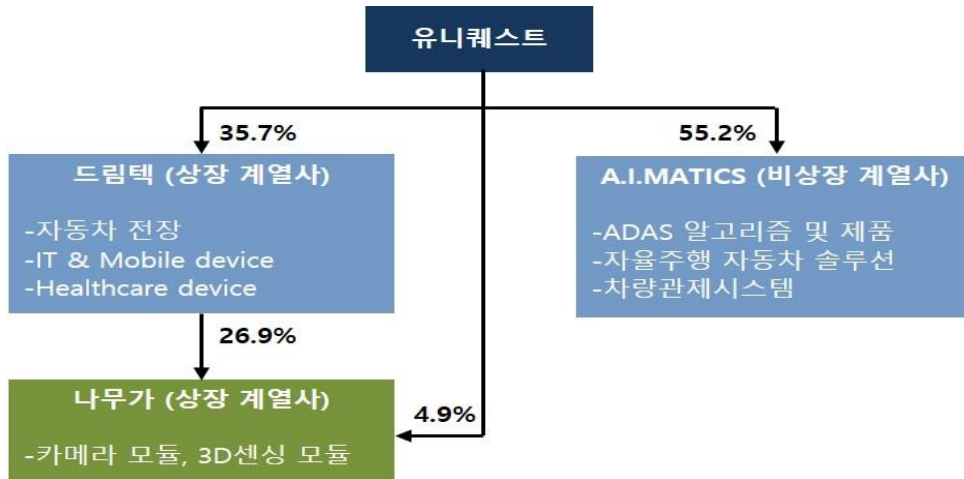 유니퀘스트
35.7%
55.2%
드림텍 (상장 계열사)
-자동차 전장
-IT & Mobile device
-Healthcare device
A.I.MATICS (비상장 계열사)
-ADAS 알고리즘 및 제품
-자율주행 자동차 솔루션
-차량관제시스템
26.9%
나무가 (상장 계열사)
-카메라 모듈, 3D센싱 모듈
4.9%